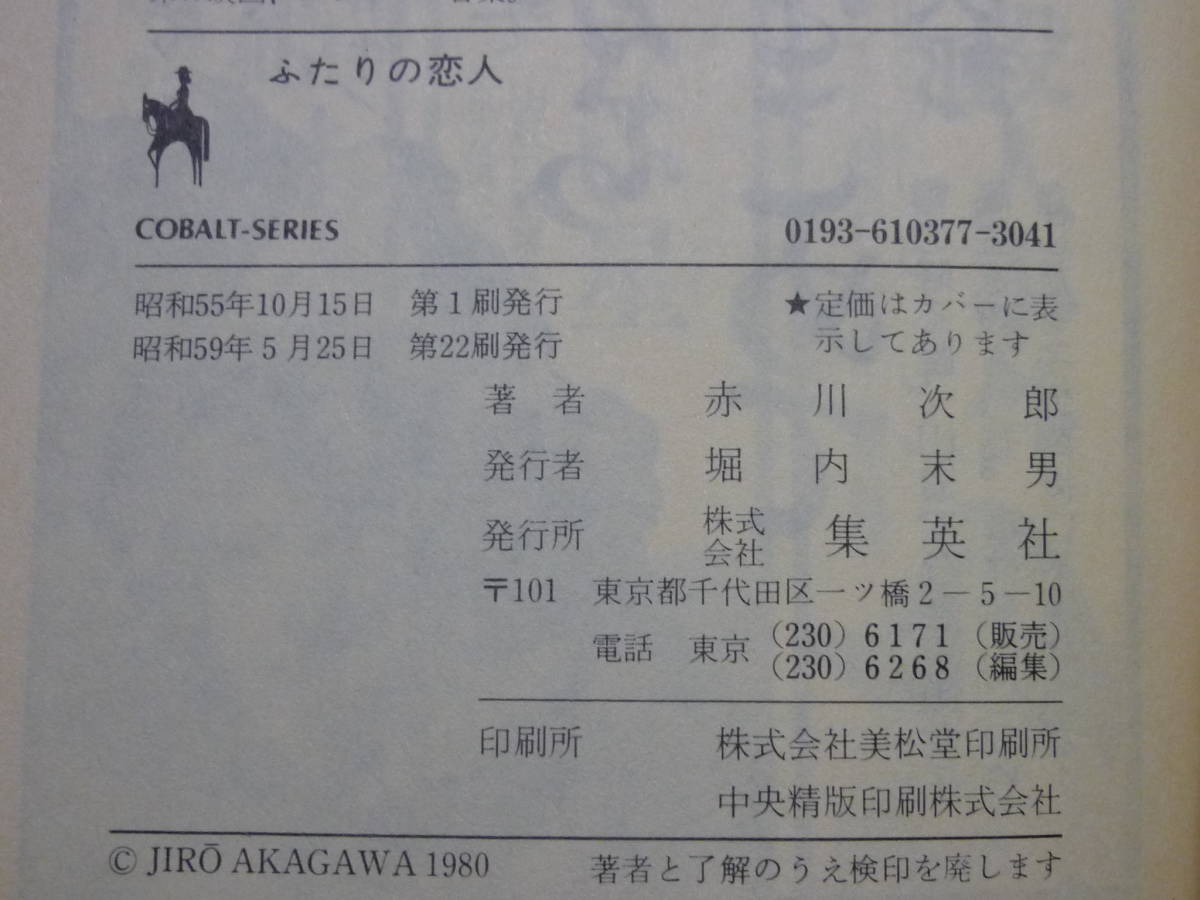 ふたりの恋人
COBALT-SERIES 0193-610377-3041
昭和55年10月15日 第1刷発行 ★定価はカバーに表
昭和59年5月25日 第22刷発行 示してあります
著者 赤川次郎
発行者 堀内末男
発行所 株式会社 集英社
〒101 東京都千代田区一ツ橋2-5-10
電話 東京 (230) 6171 (販売)
(230) 6268 (編集)
印刷所 株式会社美松堂印刷所
中央精版印刷株式会社
© JIRŌ AKAGAWA 1980 著者と了解のうえ検印を廃します